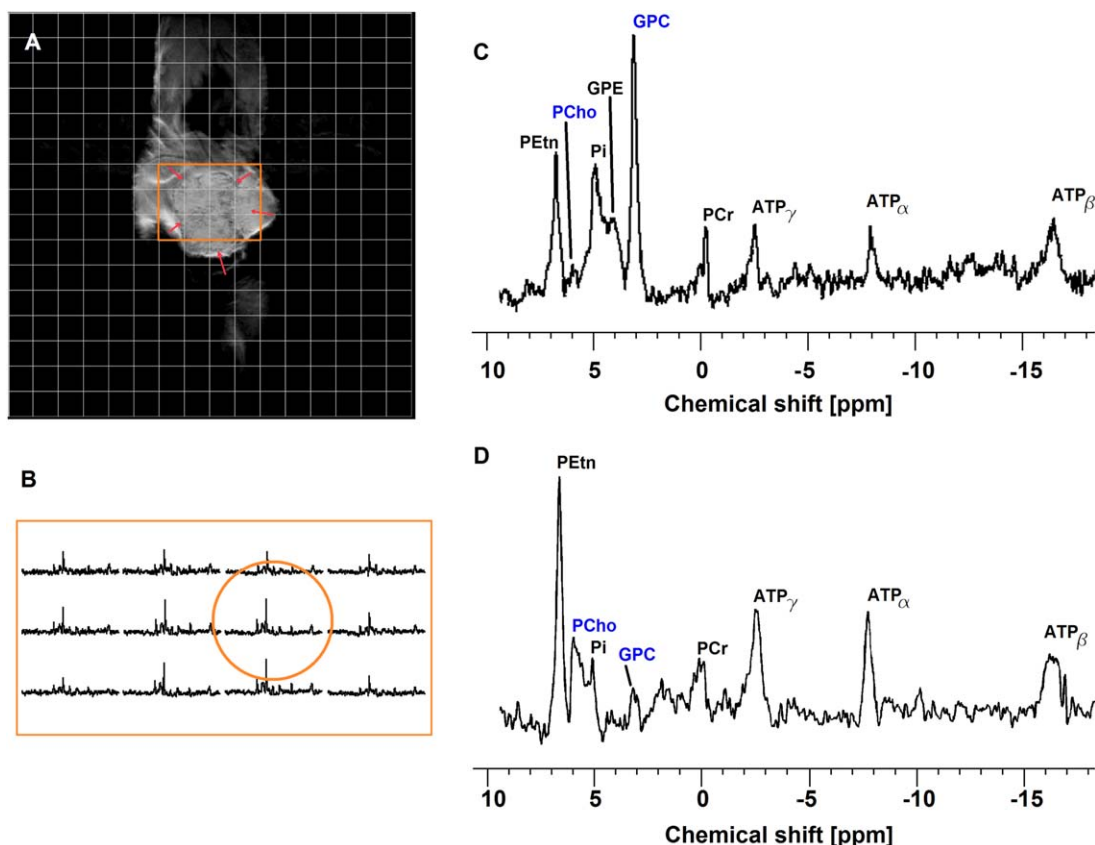 A
B
C
GPC
GPE
PCho
PEtn
Pi
PCr
ATPγ
ATPα
ATPβ
10 5 0 -5 -10 -15
Chemical shift [ppm]
D
PEtn
PCho
Pi
GPC
PCr
ATPγ
ATPα
ATPβ
10 5 0 -5 -10 -15
Chemical shift [ppm]